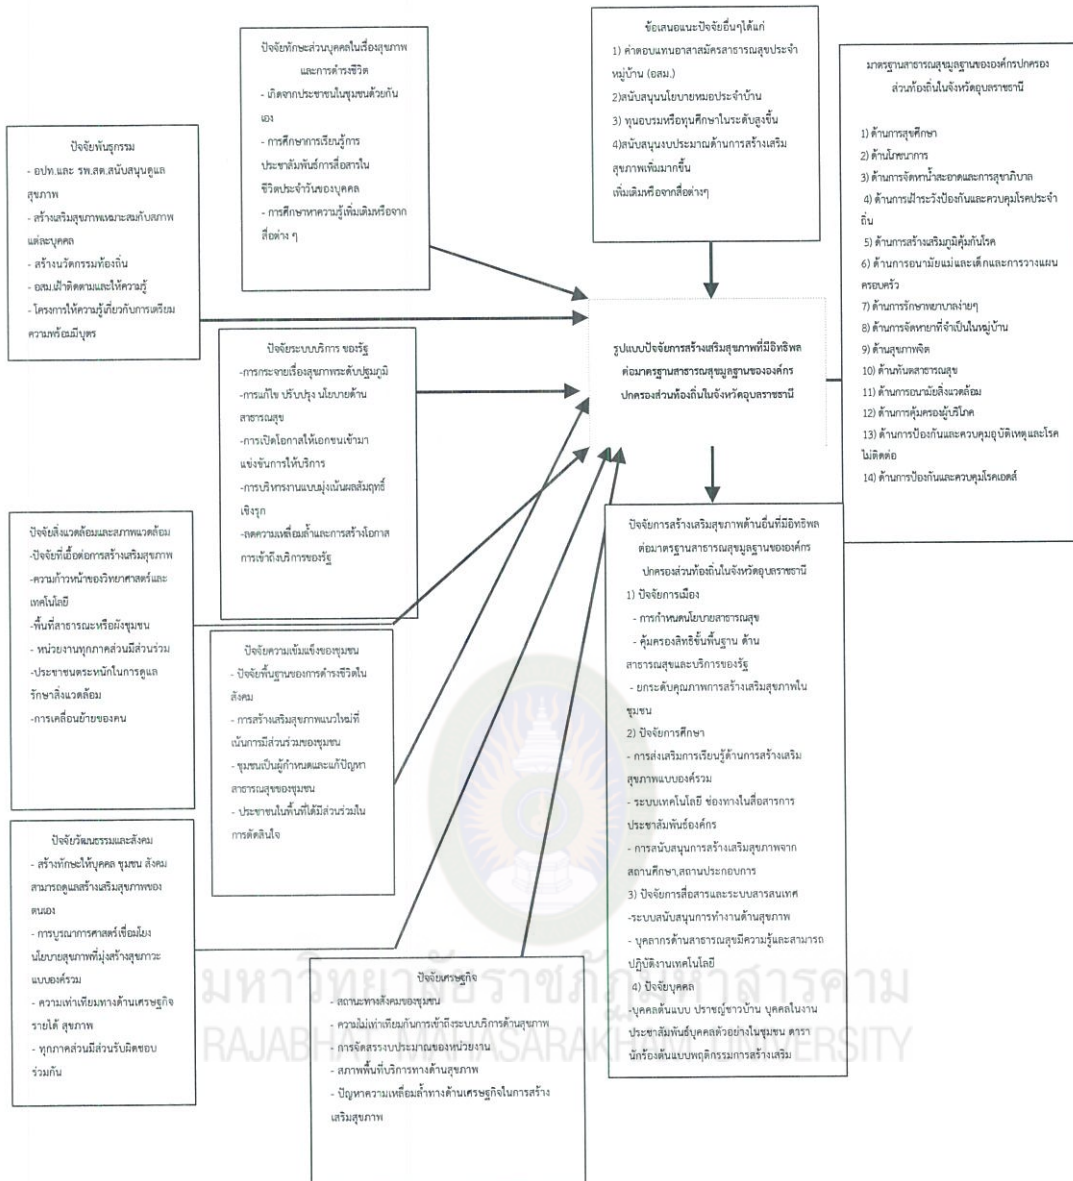 ปัจจัยทักษะส่วนบุคคลในเรื่องสุขภาพ
และการดำรงชีวิต
- เกิดจากประชาชนในชุมชนด้วยกัน
เอง
- การศึกษาการเรียนรู้การ
ประชาสัมพันธ์การสื่อสารใน
ชีวิตประจำวันของบุคคล
- การศึกษาหาความรู้เพิ่มเติมหรือจาก
สื่อต่าง ๆ
ข้อเสนอแนะปัจจัยอื่นๆได้แก่
1) ค่าตอบแทนอาสาสมัครสาธารณสุขประจำ
หมู่บ้าน (อสม.)
2)สนับสนุนนโยบายหมอประจำบ้าน
3) ทุนอบรมหรือทุนศึกษาในระดับสูงขึ้น
4)สนับสนุนงบประมาณด้านการสร้างเสริม
สุขภาพเพิ่มมากขึ้น
เพิ่มเติมหรือจากสื่อต่างๆ
มาตรฐานสาธารณสุขมูลฐานขององค์กรปกครอง
ส่วนท้องถิ่นในจังหวัดอุบลราชธานี
1) ด้านการสุขศึกษา
2) ด้านโภชนาการ
3) ด้านการจัดหาน้ำสะอาดและการสุขาภิบาล
4) ด้านการเฝ้าระวังป้องกันและควบคุมโรคประจำ
ถิ่น
5) ด้านการสร้างเสริมภูมิคุ้มกันโรค
6) ด้านการอนามัยแม่และเด็กและการวางแผน
ครอบครัว
7) ด้านการรักษาพยาบาลง่ายๆ
8) ด้านการจัดหายาที่จำเป็นในหมู่บ้าน
9) ด้านสุขภาพจิต
10) ด้านทันตสาธารณสุข
11) ด้านการอนามัยสิ่งแวดล้อม
12) ด้านการคุ้มครองผู้บริโภค
13) ด้านการป้องกันและควบคุมอุบัติเหตุและโรค
ไม่ติดต่อ
14) ด้านการป้องกันและควบคุมโรคเอดส์
ปัจจัยพันธุกรรม
- อปท.และ รพ.สต.สนับสนุนดูแล
สุขภาพ
- สร้างเสริมสุขภาพเหมาะสมกับสภาพ
แต่ละบุคคล
- สร้างนวัตกรรมท้องถิ่น
- อสม.เฝ้าติดตามและให้ความรู้
- โครงการให้ความรู้เกี่ยวกับการเตรียม
ความพร้อมมีบุตร
ปัจจัยระบบบริการ ของรัฐ
-การกระจายเรื่องสุขภาพระดับปฐมภูมิ
-การแก้ไข ปรับปรุง นโยบายด้าน
สาธารณสุข
-การเปิดโอกาสให้เอกชนเข้ามา
แข่งขันการให้บริการ
-การบริหารงานแบบมุ่งเน้นผลสัมฤทธิ์
เชิงรุก
-ลดความเหลื่อมล้ำและการสร้างโอกาส
การเข้าถึงบริการของรัฐ
รูปแบบปัจจัยการสร้างเสริมสุขภาพที่มีอิทธิพล
ต่อมาตรฐานสาธารณสุขมูลฐานขององค์กร
ปกครองส่วนท้องถิ่นในจังหวัดอุบลราชธานี
ปัจจัยสิ่งแวดล้อมและสภาพแวดล้อม
-ปัจจัยที่เอื้อต่อการสร้างเสริมสุขภาพ
-ความก้าวหน้าของวิทยาศาสตร์และ
เทคโนโลยี
-พื้นที่สาธารณะหรือผังชุมชน
- หน่วยงานทุกภาคส่วนมีส่วนร่วม
-ประชาชนตระหนักในการดูแล
รักษาสิ่งแวดล้อม
-การเคลื่อนย้ายของคน
ปัจจัยความเข้มแข็งของชุมชน
- ปัจจัยพื้นฐานของการดำรงชีวิตใน
สังคม
- การสร้างเสริมสุขภาพแนวใหม่ที่
เน้นการมีส่วนร่วมของชุมชน
- ชุมชนเป็นผู้กำหนดและแก้ปัญหา
สาธารณสุขของชุมชน
- ประชาชนในพื้นที่ได้มีส่วนร่วมใน
การตัดสินใจ
ปัจจัยการสร้างเสริมสุขภาพด้านอื่นที่มีอิทธิพล
ต่อมาตรฐานสาธารณสุขมูลฐานขององค์กร
ปกครองส่วนท้องถิ่นในจังหวัดอุบลราชธานี
1) ปัจจัยการเมือง
- การกำหนดนโยบายสาธารณสุข
- คุ้มครองสิทธิขั้นพื้นฐาน ด้าน
สาธารณสุขและบริการของรัฐ
- ยกระดับคุณภาพการสร้างเสริมสุขภาพใน
ชุมชน
2) ปัจจัยการศึกษา
- การส่งเสริมการเรียนรู้ด้านการสร้างเสริม
สุขภาพแบบองค์รวม
- ระบบเทคโนโลยี ช่องทางในสื่อสารการ
ประชาสัมพันธ์องค์กร
- การสนับสนุนการสร้างเสริมสุขภาพจาก
สถานศึกษา,สถานประกอบการ
3) ปัจจัยการสื่อสารและระบบสารสนเทศ
-ระบบสนับสนุนการทำงานด้านสุขภาพ
- บุคลากรด้านสาธารณสุขมีความรู้และสามารถ
ปฏิบัติงานเทคโนโลยี
4) ปัจจัยบุคคล
-บุคคลต้นแบบ ปราชญ์ชาวบ้าน บุคคลในงาน
ประชาสัมพันธ์บุคคลตัวอย่างในชุมชน ดารา
นักร้องต้นแบบพฤติกรรมการสร้างเสริม
ปัจจัยวัฒนธรรมและสังคม
- สร้างทักษะให้บุคคล ชุมชน สังคม
สามารถดูแลสร้างเสริมสุขภาพของ
ตนเอง
- การบูรณาการศาสตร์เชื่อมโยง
นโยบายสุขภาพที่มุ่งสร้างสุขภาวะ
แบบองค์รวม
- ความเท่าเทียมทางด้านเศรษฐกิจ
รายได้ สุขภาพ
- ทุกภาคส่วนมีส่วนรับผิดชอบ
ร่วมกัน
ปัจจัยเศรษฐกิจ
- สถานะทางสังคมของชุมชน
- ความไม่เท่าเทียมกันการเข้าถึงระบบบริการด้านสุขภาพ
- การจัดสรรงบประมาณของหน่วยงาน
- สภาพพื้นที่บริการทางด้านสุขภาพ
- ปัญหาความเหลื่อมล้ำทางด้านเศรษฐกิจในการสร้าง
เสริมสุขภาพ
มหาวิทยาลัยราชภัฏมหาสารคาม
RAJABHAT MAHASARAKHAM UNIVERSITY